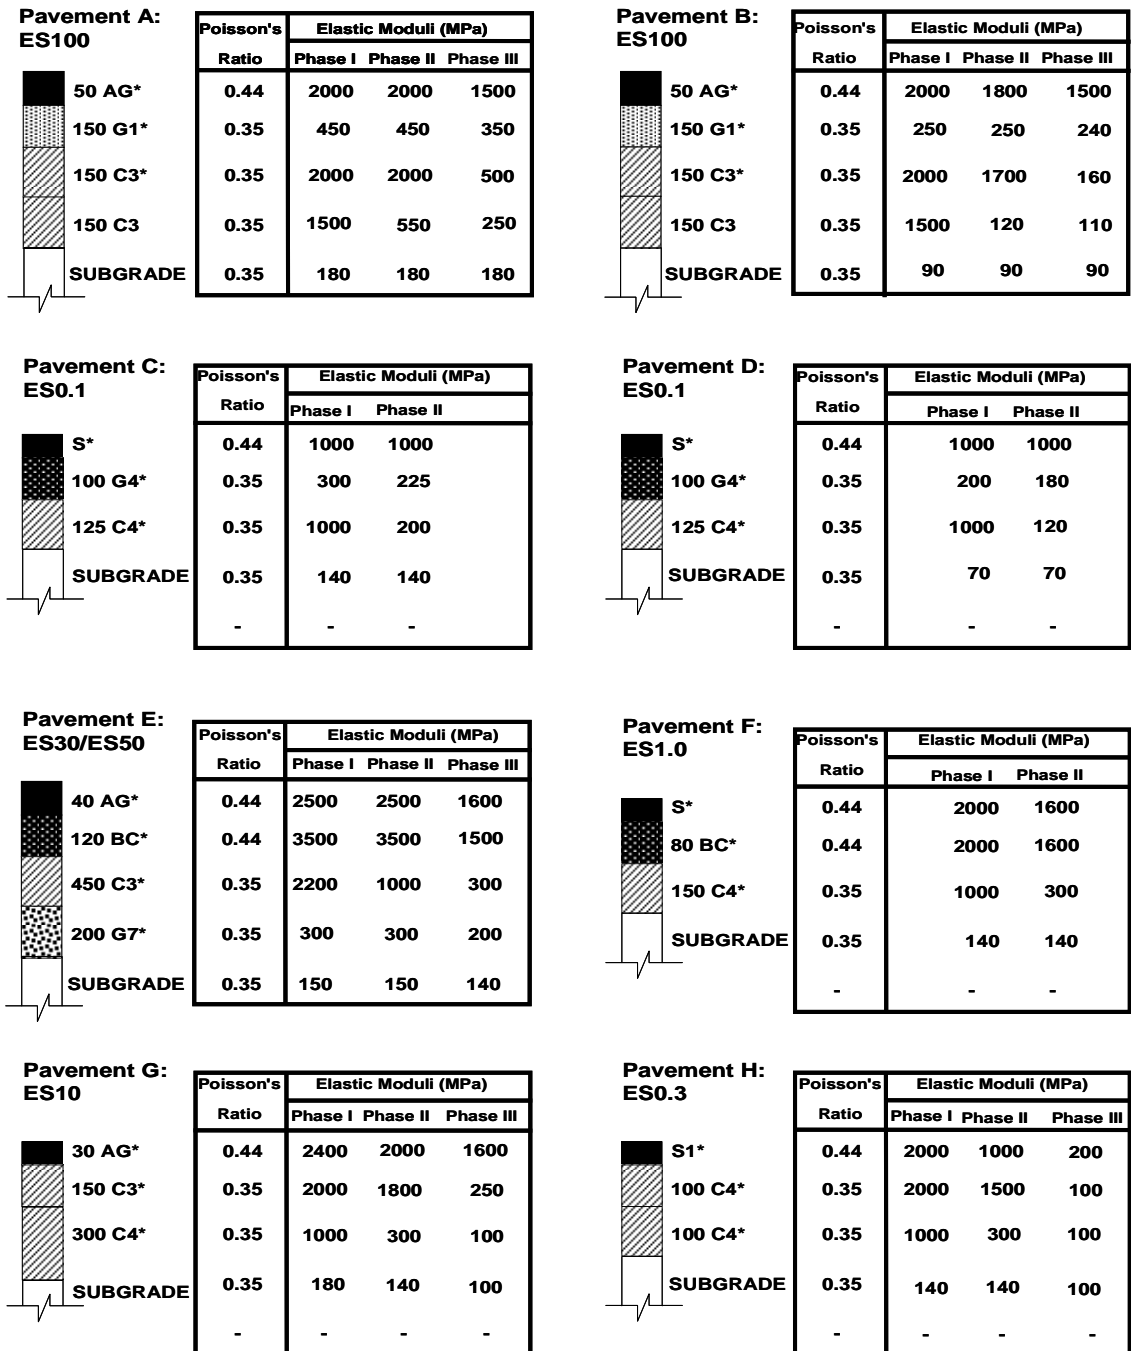 Pavement A:
ES100
Poisson's Elastic Moduli (MPa)
Ratio Phase I Phase II Phase III
50 AG* 0.44 2000 2000 1500
150 G1* 0.35 450 450 350
150 C3* 0.35 2000 2000 500
150 C3 0.35 1500 550 250
SUBGRADE 0.35 180 180 180
Pavement B:
ES100
Poisson's Elastic Moduli (MPa)
Ratio Phase I Phase II Phase III
50 AG* 0.44 2000 1800 1500
150 G1* 0.35 250 250 240
150 C3* 0.35 2000 1700 160
150 C3 0.35 1500 120 110
SUBGRADE 0.35 90 90 90
Pavement C:
ES0.1
Poisson's Elastic Moduli (MPa)
Ratio Phase I Phase II
S* 0.44 1000 1000
100 G4* 0.35 300 225
125 C4* 0.35 1000 200
SUBGRADE 0.35 140 140
- - -
Pavement D:
ES0.1
Poisson's Elastic Moduli (MPa)
Ratio Phase I Phase II
S* 0.44 1000 1000
100 G4* 0.35 200 180
125 C4* 0.35 1000 120
SUBGRADE 0.35 70 70
- - -
Pavement E:
ES30/ES50
Poisson's Elastic Moduli (MPa)
Ratio Phase I Phase II Phase III
40 AG* 0.44 2500 2500 1600
120 BC* 0.44 3500 3500 1500
450 C3* 0.35 2200 1000 300
200 G7* 0.35 300 300 200
SUBGRADE 0.35 150 150 140
Pavement F:
ES1.0
Poisson's Elastic Moduli (MPa)
Ratio Phase I Phase II
S* 0.44 2000 1600
80 BC* 0.44 2000 1600
150 C4* 0.35 1000 300
SUBGRADE 0.35 140 140
- - -
Pavement G:
ES10
Poisson's Elastic Moduli (MPa)
Ratio Phase I Phase II Phase III
30 AG* 0.44 2400 2000 1600
150 C3* 0.35 2000 1800 250
300 C4* 0.35 1000 300 100
SUBGRADE 0.35 180 140 100
- - - -
Pavement H:
ES0.3
Poisson's Elastic Moduli (MPa)
Ratio Phase I Phase II Phase III
S1* 0.44 2000 1000 200
100 C4* 0.35 2000 1500 100
100 C4* 0.35 1000 300 100
SUBGRADE 0.35 140 140 100
- - - -